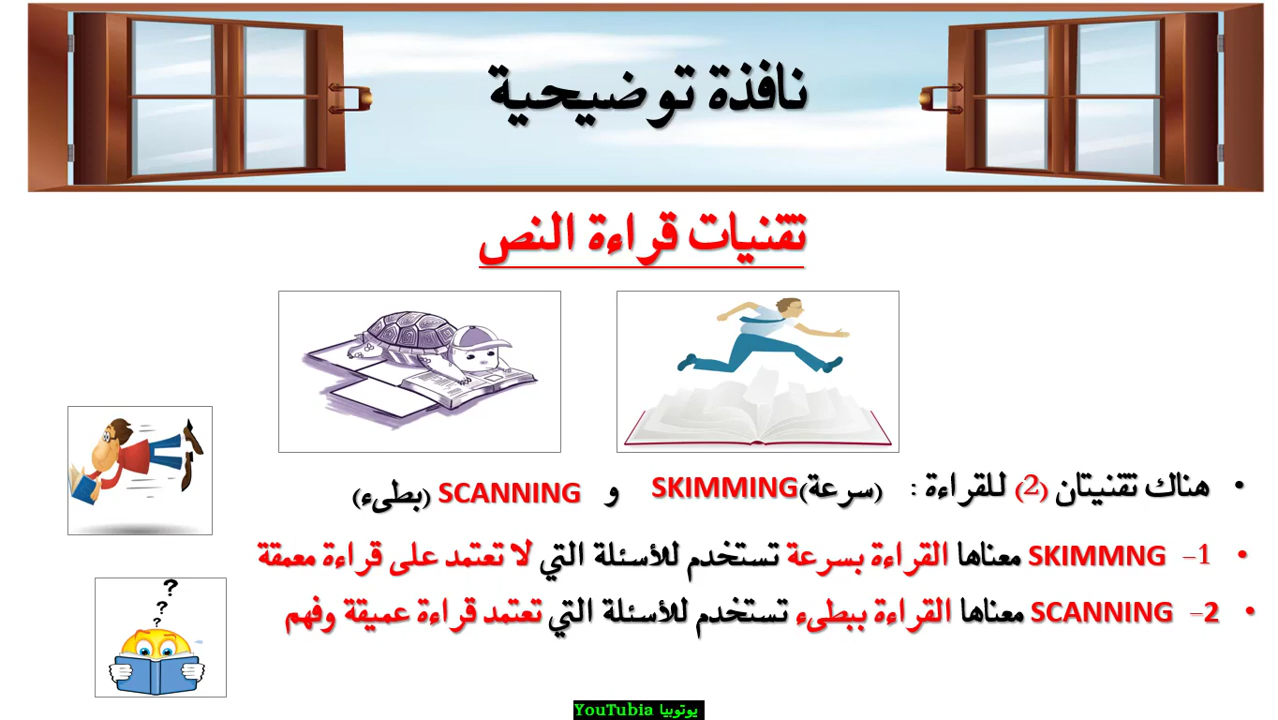 نافذة توضيحية
تقنيات قراءة النص
• هناك تقنيتان (2) للقراءة : (سرعة)SKIMMING و SCANNING (بطىء)
• 1- SKIMMNG معناها القراءة بسرعة تستخدم للأسئلة التي لا تعتمد على قراءة معمقة
• 2- SCANNING معناها القراءة ببطىء تستخدم للأسئلة التي تعتمد قراءة عميقة وفهم
?
?
?
يوتوبيا YouTubia